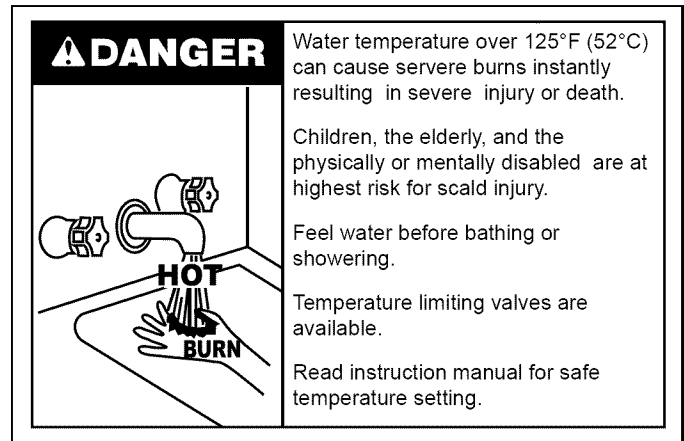 DANGER
HOT
BURN
Water temperature over 125°F (52°C)
can cause servere burns instantly
resulting in severe injury or death.
Children, the elderly, and the
physically or mentally disabled are at
highest risk for scald injury.
Feel water before bathing or
showering.
Temperature limiting valves are
available.
Read instruction manual for safe
temperature setting.